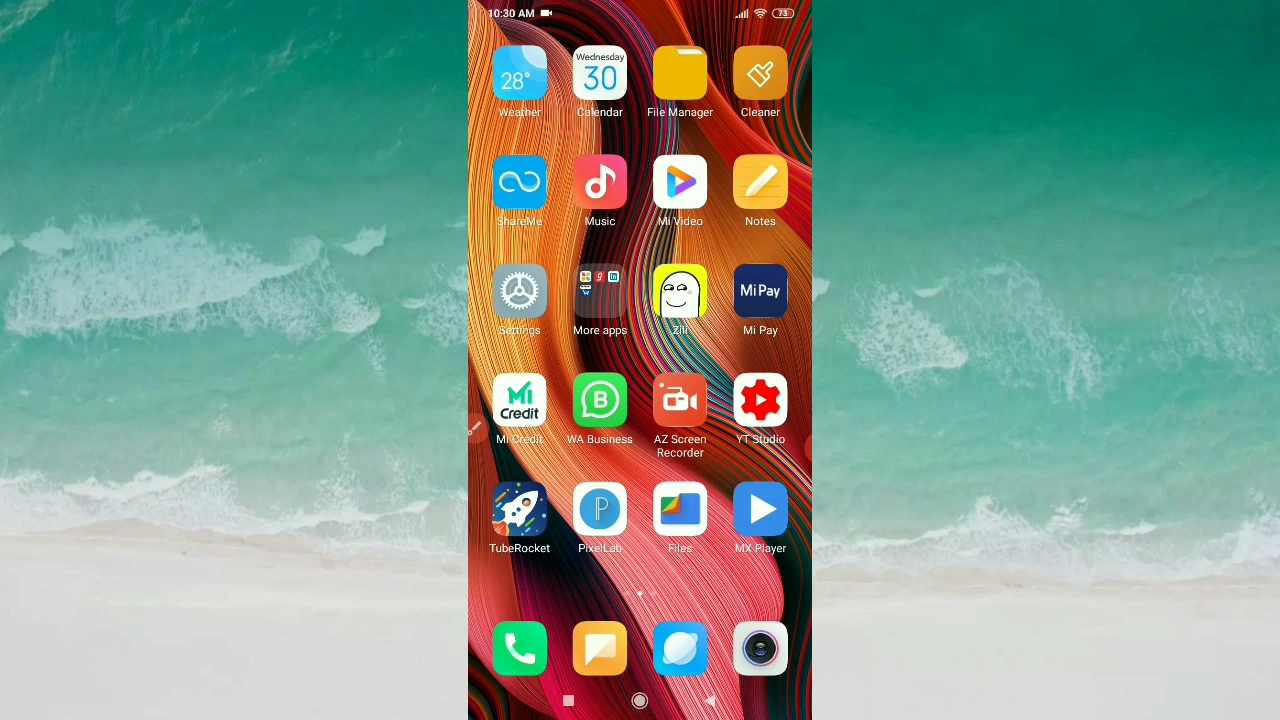 10:30 AM
73
28°
Wednesday
30
Weather
Calendar
File Manager
Cleaner
ShareMe
Music
Mi Video
Notes
Mi Pay
Settings
More apps
Zili
Mi Pay
Mi
Credit
B
Mi Credit
WA Business
AZ Screen
Recorder
YT Studio
P
TubeRocket
PixelLab
Files
MX Player